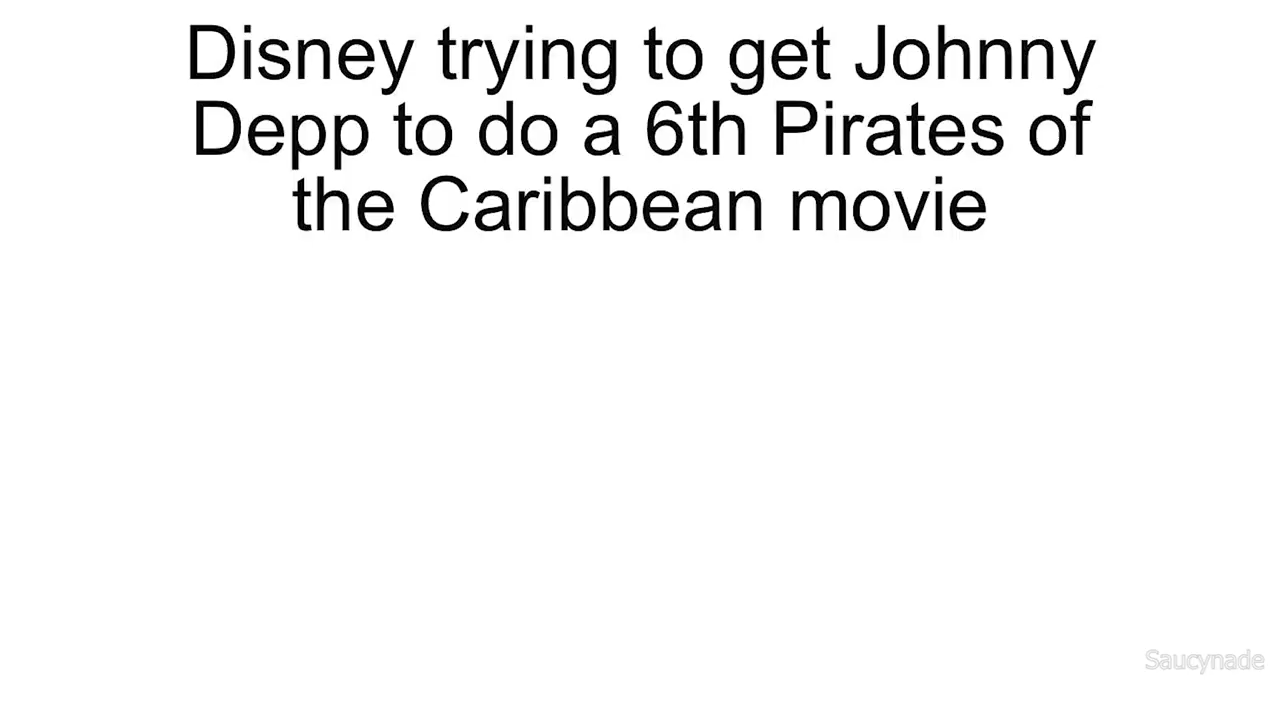 Disney trying to get Johnny
Depp to do a 6th Pirates of
the Caribbean movie
Saucynade